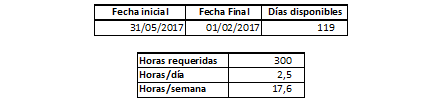 Fecha inicial Fecha Final Días disponibles
31/05/2017 01/02/2017 119
Horas requeridas 300
Horas/día 2,5
Horas/semana 17,6